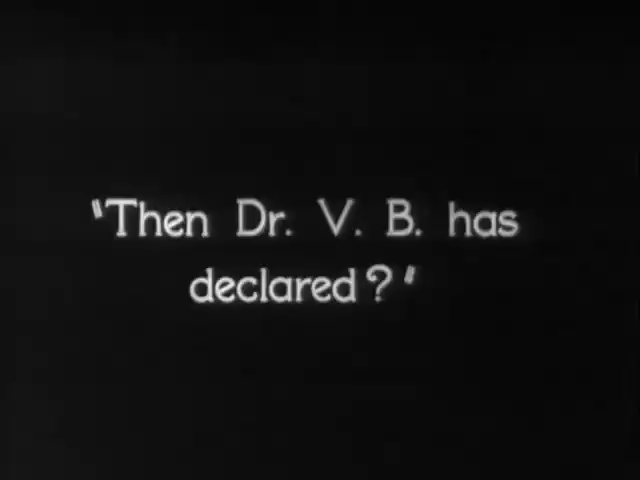 "Then Dr. V. B. has
declared?"